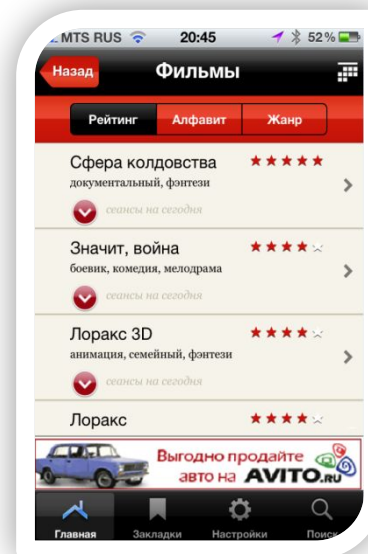 MTS RUS 20:45 52%
Назад Фильмы
Рейтинг Алфавит Жанр
Сфера колдовства
документальный, фэнтези
сеансы на сегодня
Значит, война
боевик, комедия, мелодрама
сеансы на сегодня
Лоракс 3D
анимация, семейный, фэнтези
сеансы на сегодня
Лоракс
Выгодно продайте
авто на AVITO.RU
Главная Закладки Настройки Поиск